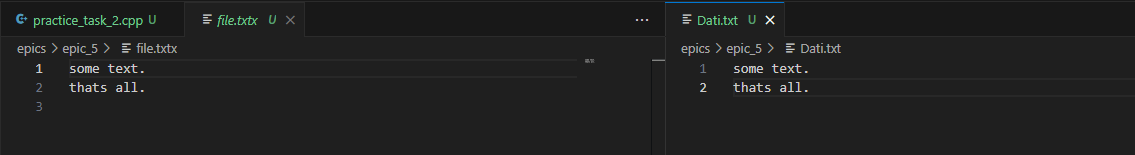 practice_task_2.cpp U
file.txtx U
epics > epic_5 > file.txtx
1 some text.
2 thats all.
3
Dati.txt U
epics > epic_5 > Dati.txt
1 some text.
2 thats all.